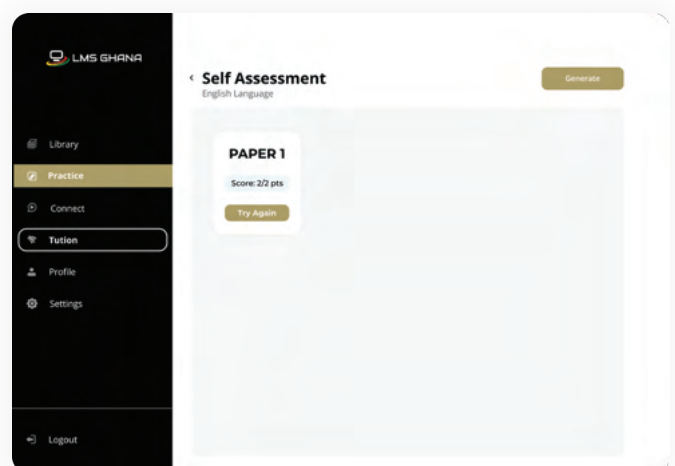 LMS GHANA
Library
Practice
Connect
Tution
Profile
Settings
Logout
Self Assessment
English Language
Generate
PAPER 1
Score: 2/2 pts
Try Again